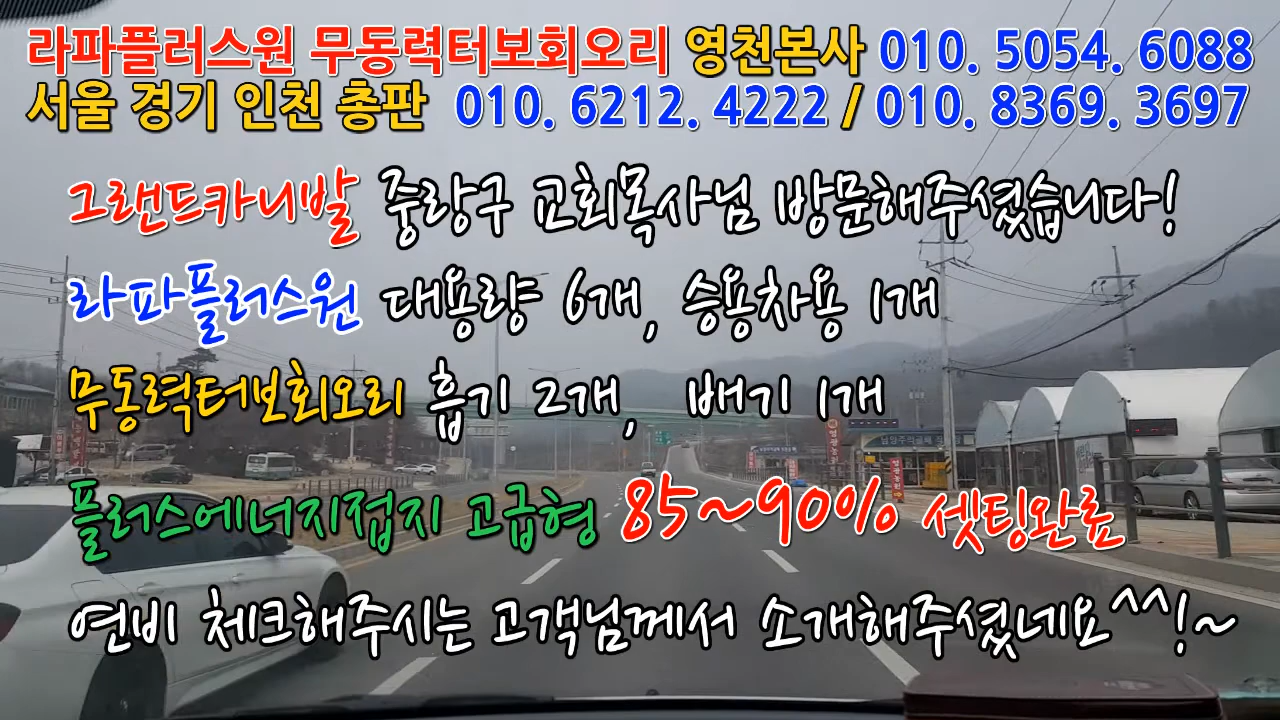 라파플러스원 무동력터보회오리 영천본사 010. 5054. 6088
서울 경기 인천 총판 010. 6212. 4222 / 010. 8369. 3697
그랜드카니발 중랑구 교회목사님 방문해주셨습니다!
라파플러스원 대용량 6개, 승용차용 1개
무동력터보회오리 흡기 2개, 배기 1개
플러스에너지접지 고급형 85~90% 셋팅완료
연비 체크해주시는 고객님께서 소개해주셨네요^^!~